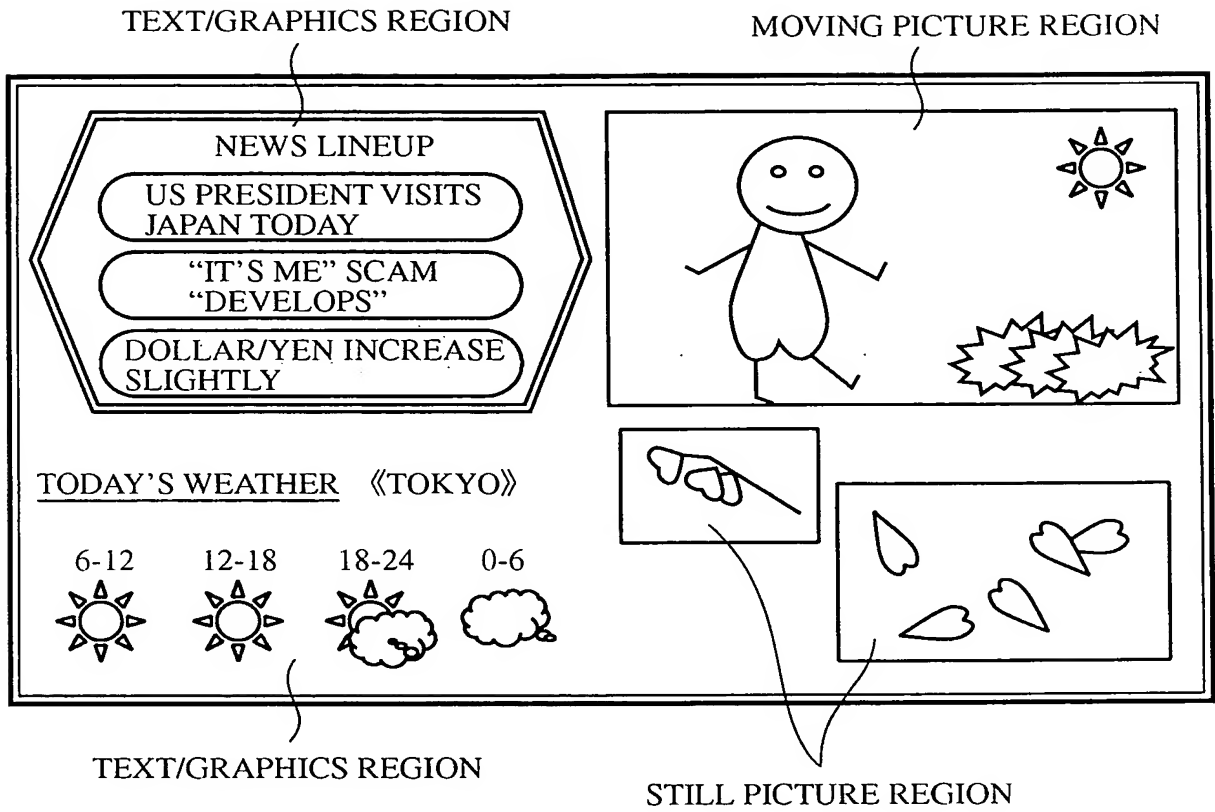 TEXT/GRAPHICS REGION
MOVING PICTURE REGION
NEWS LINEUP
US PRESIDENT VISITS
JAPAN TODAY
“IT’S ME” SCAM
“DEVELOPS”
DOLLAR/YEN INCREASE
SLIGHTLY
TODAY’S WEATHER 《TOKYO》
6-12 12-18 18-24 0-6
TEXT/GRAPHICS REGION
STILL PICTURE REGION